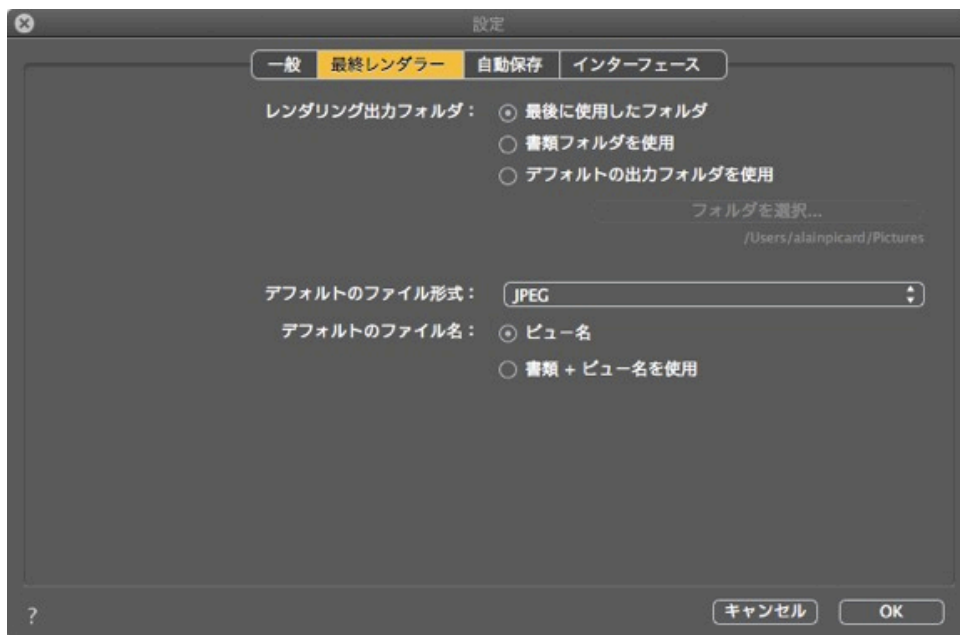 設定
一般 最終レンダラー 自動保存 インターフェース
レンダリング出力フォルダ： 最後に使用したフォルダ
書類フォルダを使用
デフォルトの出力フォルダを使用
フォルダを選択...
/Users/alainpicard/Pictures
デフォルトのファイル形式： JPEG
デフォルトのファイル名： ビュー名
書類 + ビュー名を使用
? キャンセル OK